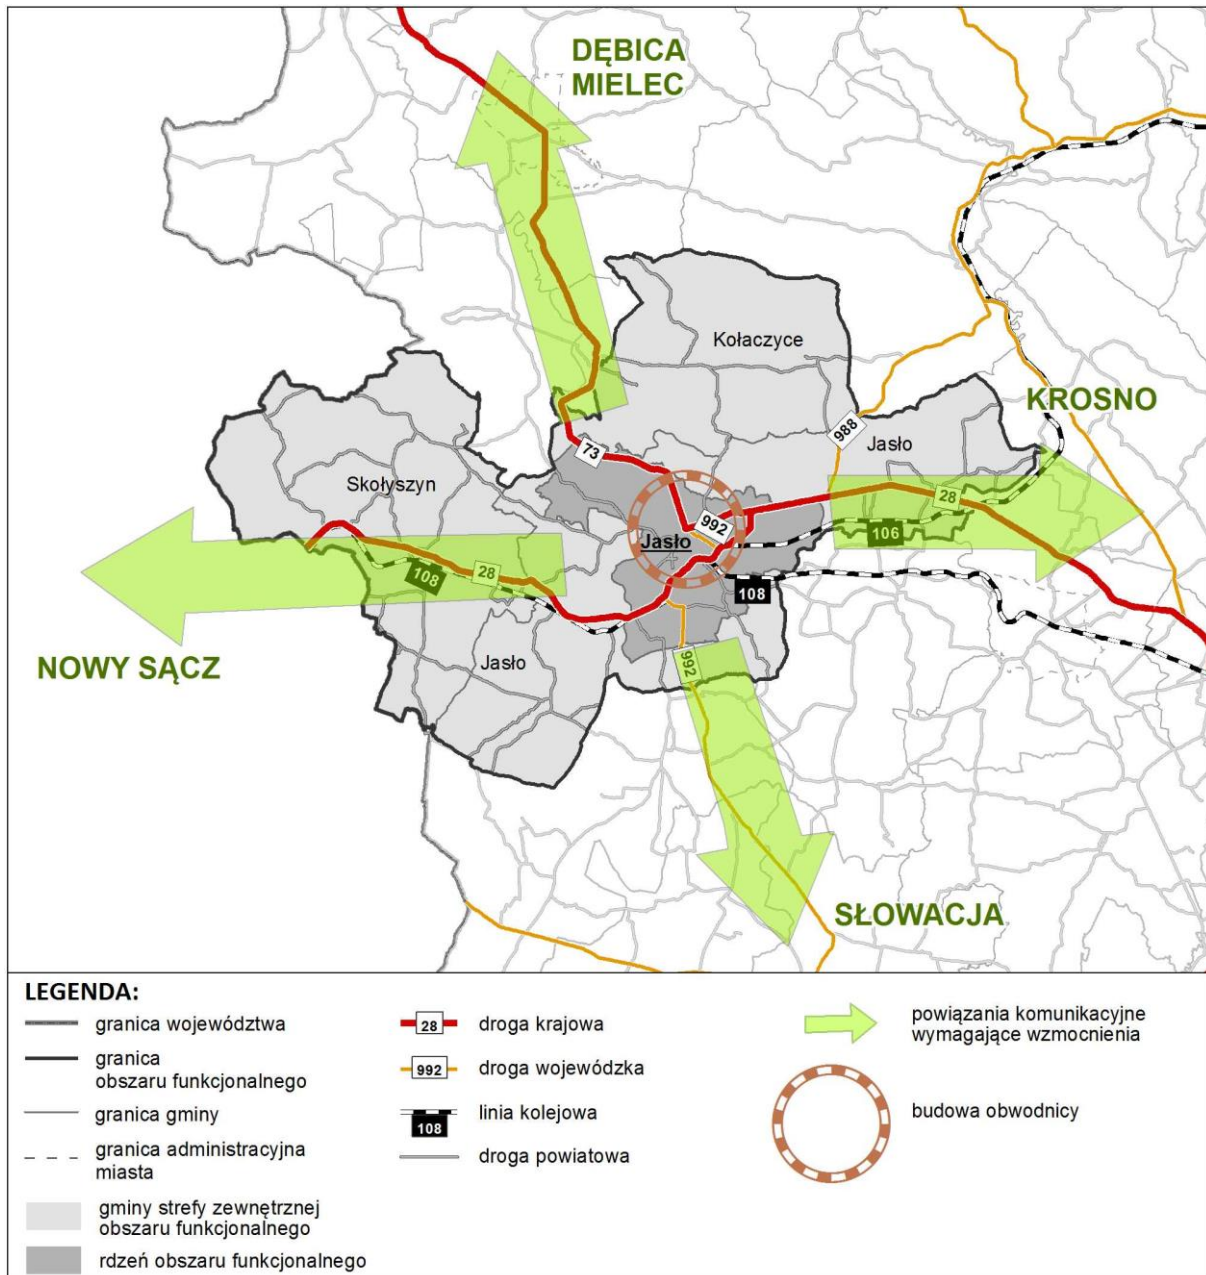 DĘBICA
MIELEC
Kołaczyce
KROSNO
988
Jasło
73
Skołyszyn
28
992
Jasło
106
108
28
108
NOWY SĄCZ
Jasło
992
SŁOWACJA
LEGENDA:
granica województwa
granica
obszaru funkcjonalnego
granica gminy
granica administracyjna
miasta
gminy strefy zewnętrznej
obszaru funkcjonalnego
rdzeń obszaru funkcjonalnego
28 droga krajowa
992 droga wojewódzka
linia kolejowa
108
droga powiatowa
powiązania komunikacyjne
wymagające wzmocnienia
budowa obwodnicy